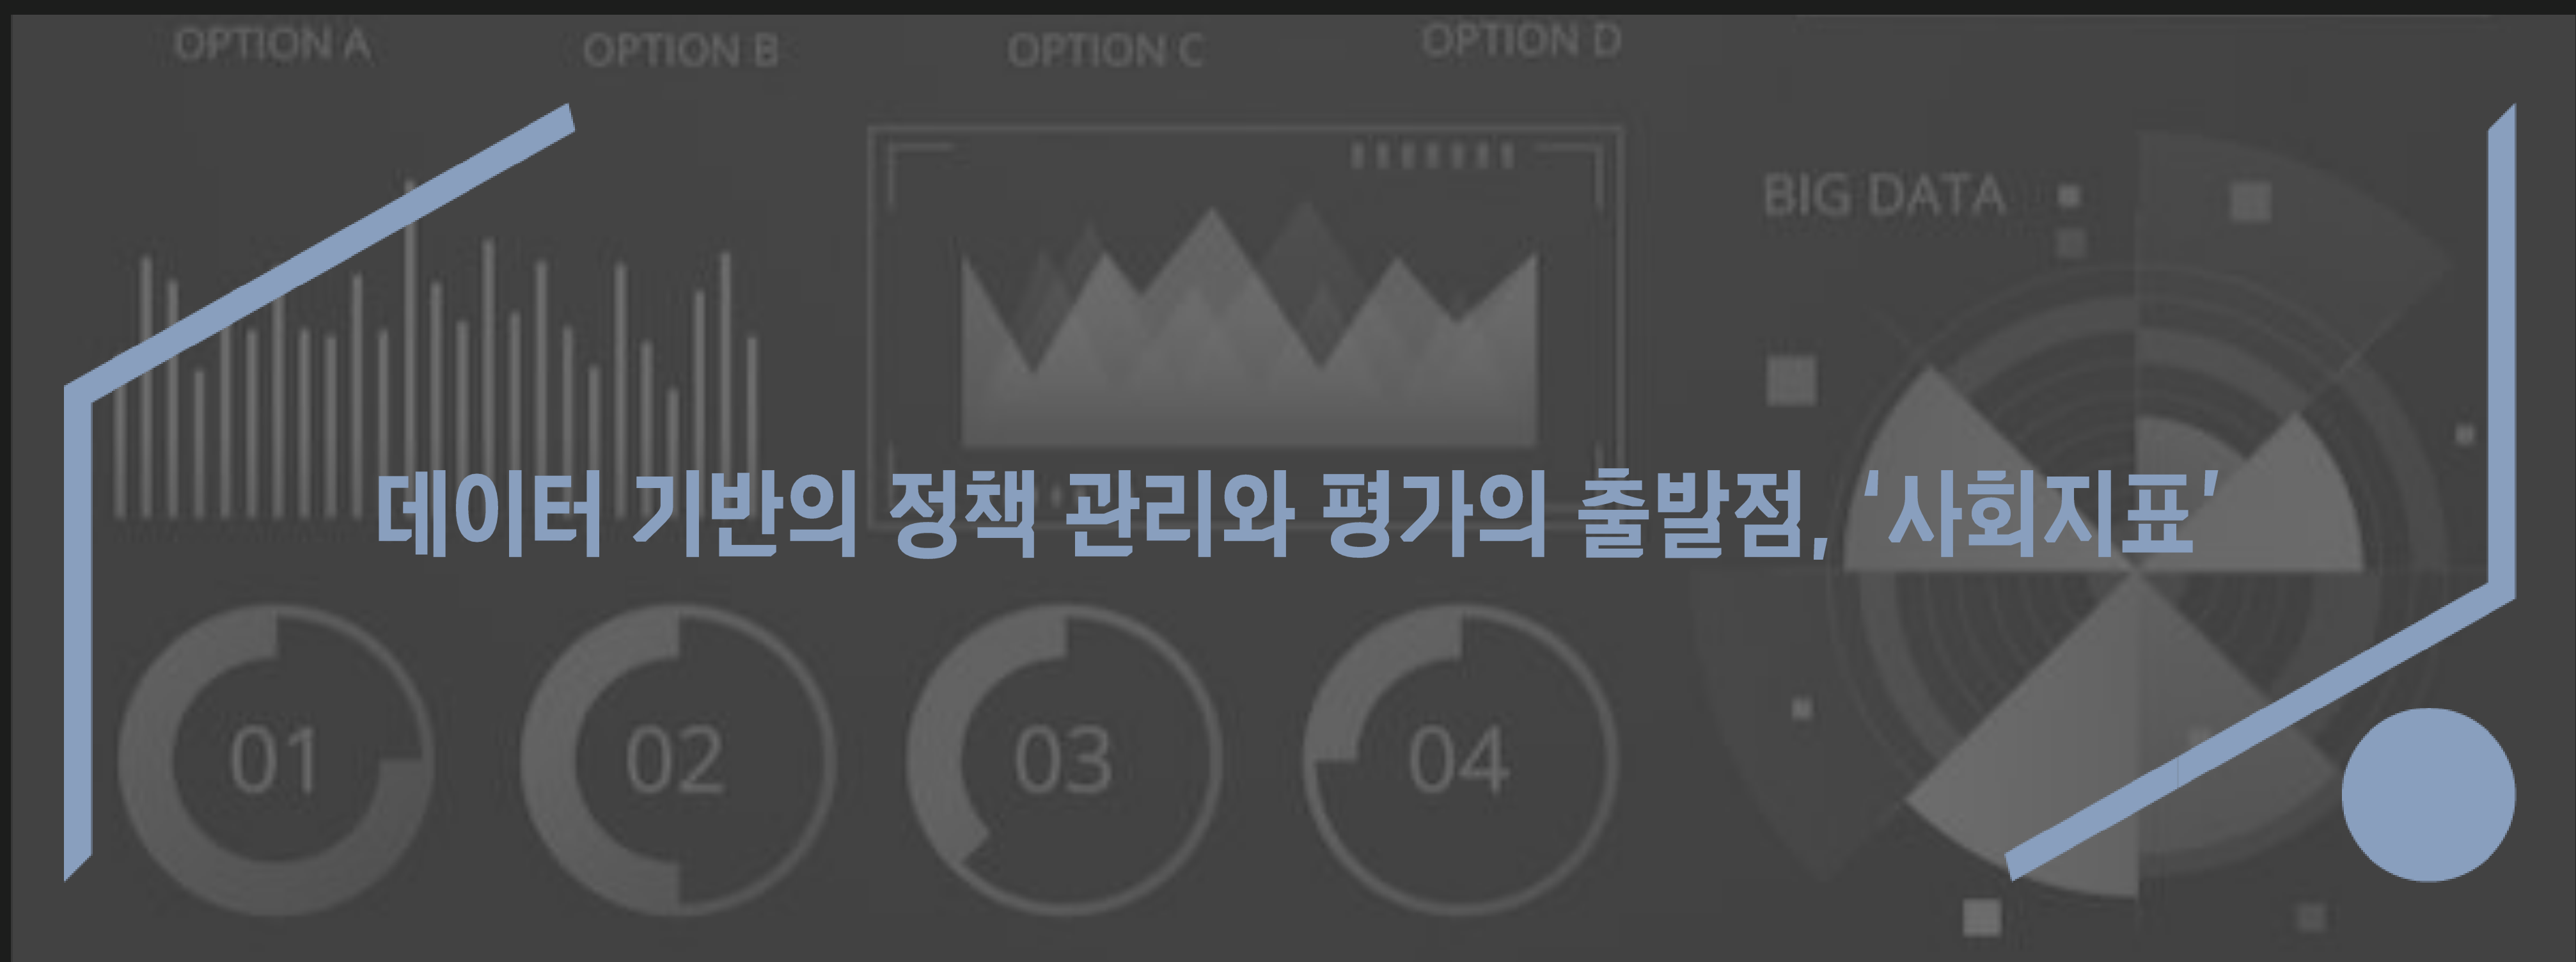 OPTION A
OPTION B
OPTION C
OPTION D
BIG DATA
데이터 기반의 정책 관리와 평가의 출발점, ‘사회지표’
01
02
03
04